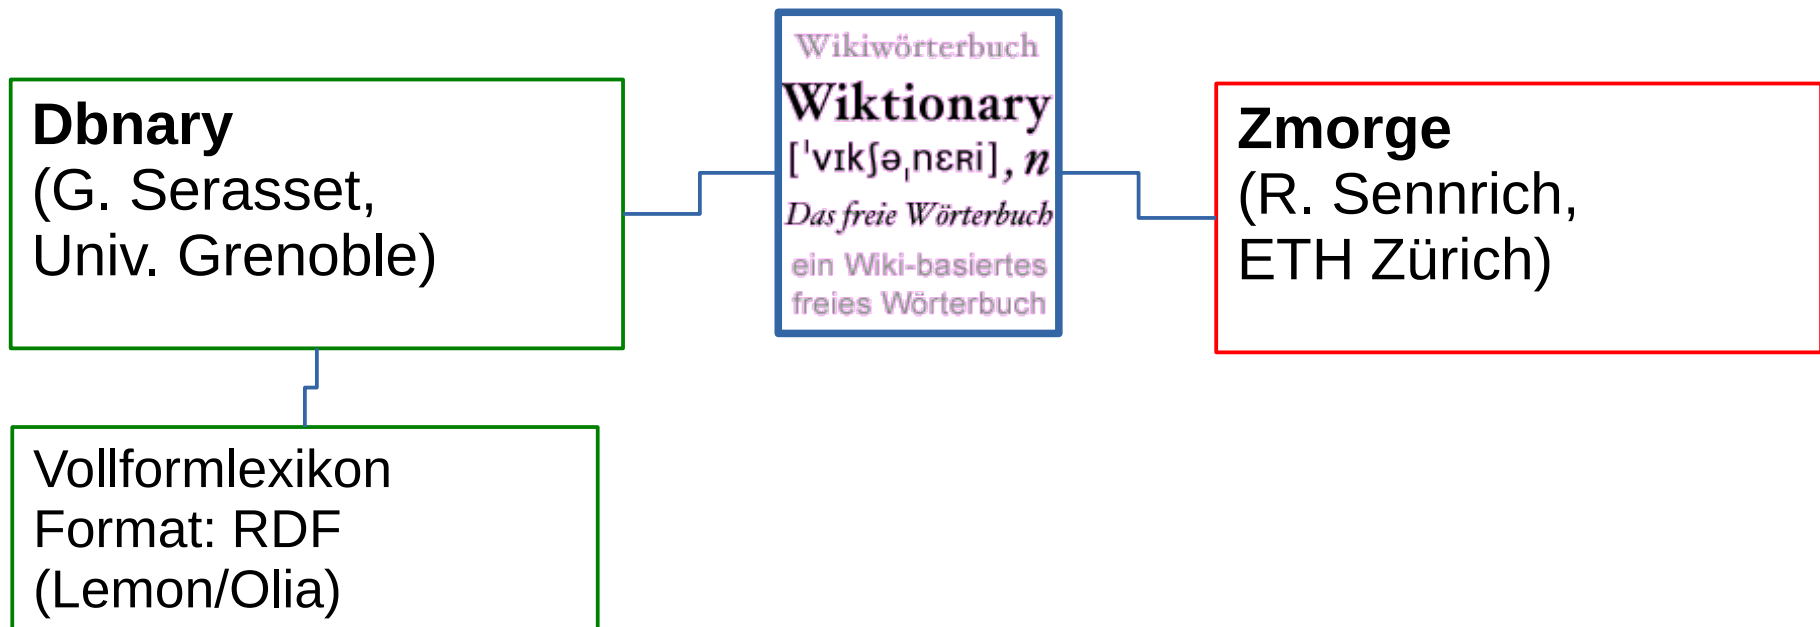 Dbnary
(G. Serasset,
Univ. Grenoble)
Wikiwörterbuch
Wiktionary
[ˈvɪkʃəˌnɛʀi], n
Das freie Wörterbuch
ein Wiki-basiertes
freies Wörterbuch
Zmorge
(R. Sennrich,
ETH Zürich)
Vollformlexikon
Format: RDF
(Lemon/Olia)